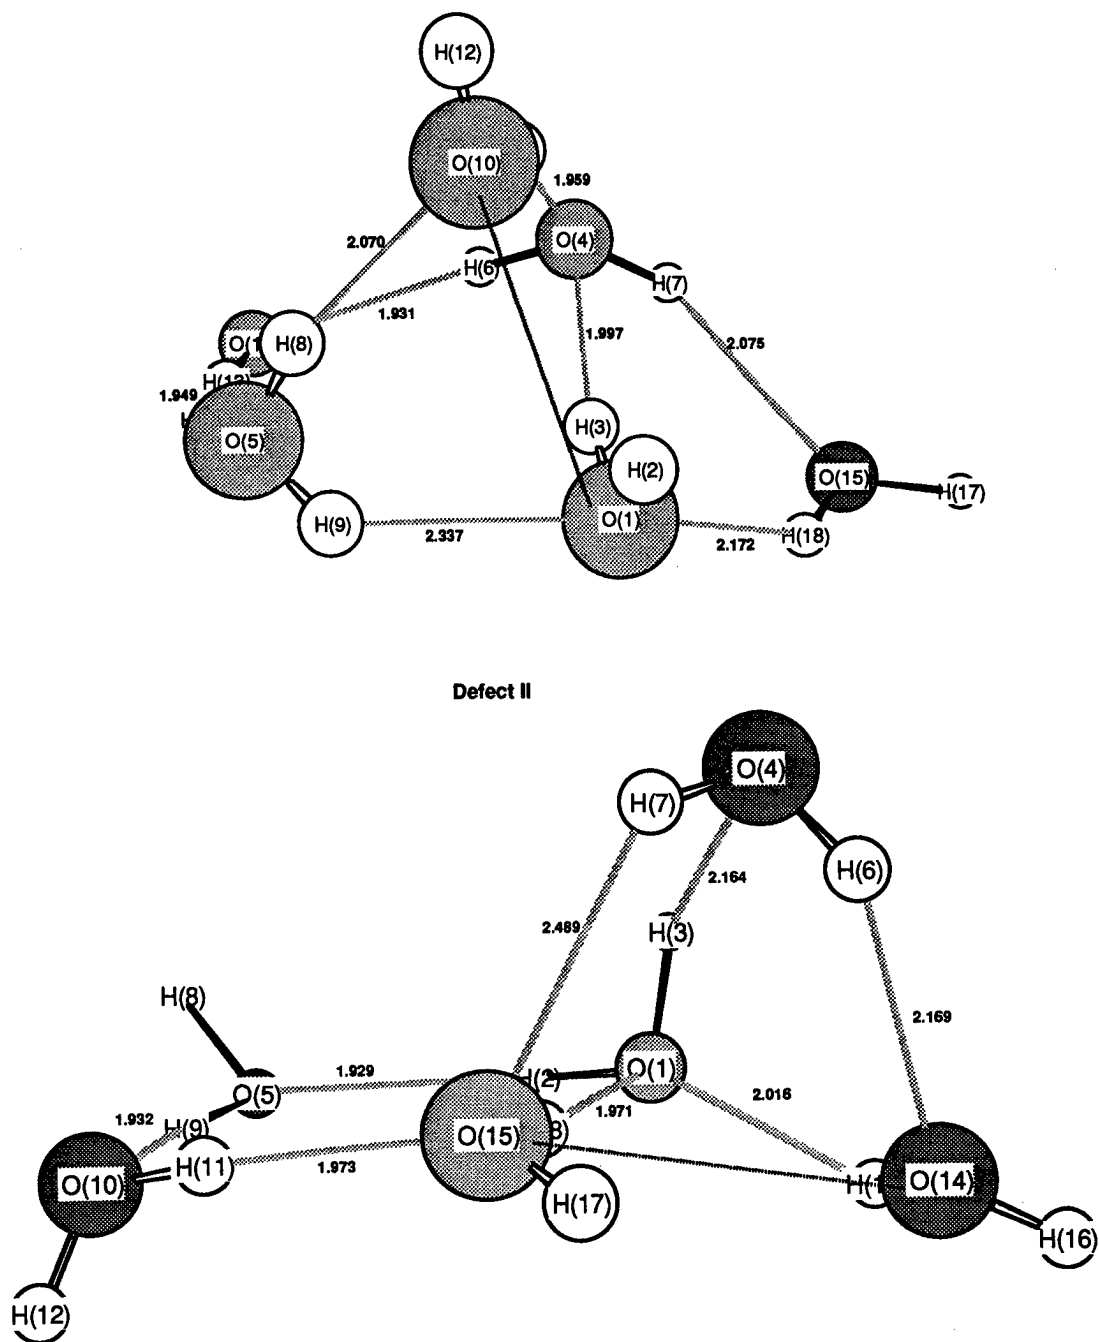 H(12)
O(10)
1.959
O(4)
2.070
H(6)
H(7)
1.931
1.997
2.075
O(1
H(8)
1.949
H(3)
O(5)
H(2)
O(15)
H(17)
H(9)
O(1)
H(18)
2.337
2.172
Defect II
O(4)
H(7)
H(6)
2.164
2.489
H(3)
H(8)
2.169
1.929
H(2)
O(1)
O(5)
2.016
1.932
H(9)
1.971
O(15)
H(11)
1.973
O(10)
O(14)
H(17)
H(16)
H(12)